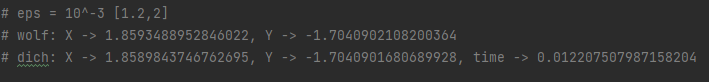 # eps = 10^-3 [1.2,2]
# wolf: X -> 1.8593488952846022, Y -> -1.7040902108200364
# dich: X -> 1.8589843746762695, Y -> -1.7040901680689928, time -> 0.012207507987158204